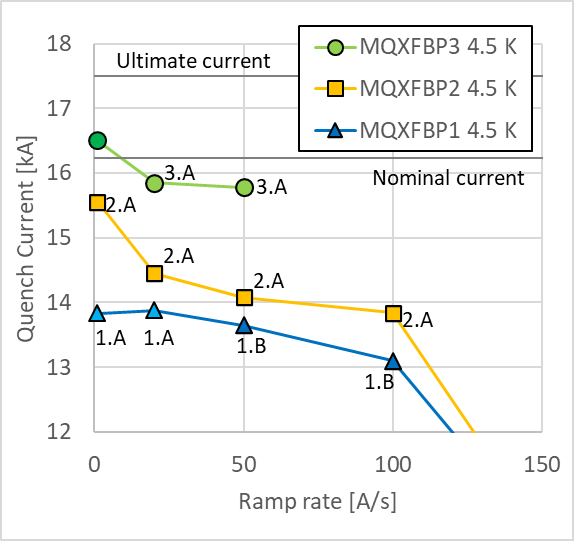 18
17
16
15
14
13
12
0
50
100
150
Quench Current [kA]
Ramp rate [A/s]
Ultimate current
MQXFBP3 4.5 K
MQXFBP2 4.5 K
MQXFBP1 4.5 K
Nominal current
3.A
3.A
2.A
2.A
2.A
2.A
1.A
1.A
1.B
1.B